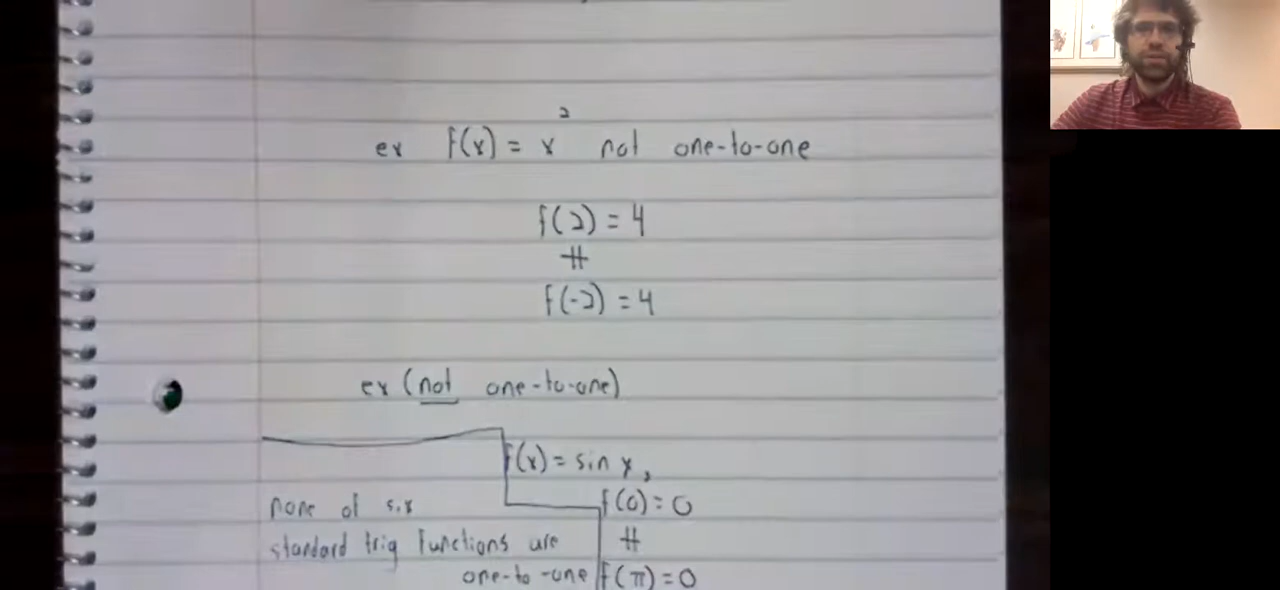 ex f(x) = x² not one-to-one
f(2) = 4
#
f(-2) = 4
ex (not one-to-one)
f(x) = sin x,
f(0) = 0
#
f(π) = 0
none of six
standard trig functions are
one-to-one